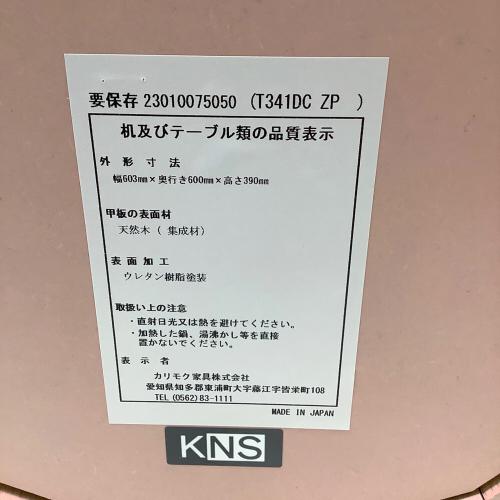 要保存 23010075050 (T341DC ZP )
机及びテーブル類の品質表示
外形寸法
幅603mm×奥行き600mm×高さ390mm
甲板の表面材
天然木( 集成材)
表面加工
ウレタン樹脂塗装
取扱い上の注意
・直射日光又は熱を避けてください。
・加熱した鍋、湯沸かし等を直接
置かないでください。
表示者
カリモク家具株式会社
愛知県知多郡東浦町大字藤江字皆栄町108
TEL (0562)83-1111
MADE IN JAPAN
KNS